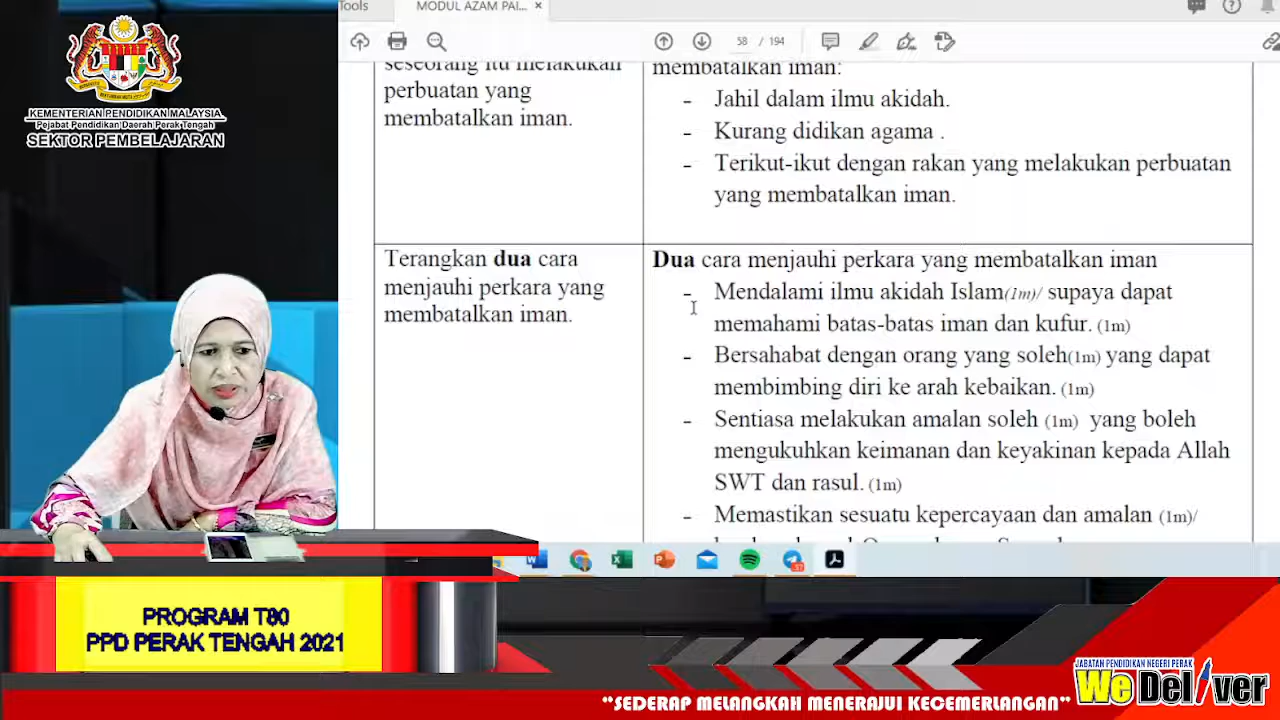 Tools
MODUL AZAM PAI... ×
58 / 194
KEMENTERIAN PENDIDIKAN MALAYSIA
Pejabat Pendidikan Daerah Perak Tengah
SEKTOR PEMBELAJARAN
seseorang itu melakukan
perbuatan yang
membatalkan iman.
membatalkan iman:
- Jahil dalam ilmu akidah.
- Kurang didikan agama .
- Terikut-ikut dengan rakan yang melakukan perbuatan
yang membatalkan iman.
Terangkan dua cara
menjauhi perkara yang
membatalkan iman.
Dua cara menjauhi perkara yang membatalkan iman
- Mendalami ilmu akidah Islam(1m)/ supaya dapat
memahami batas-batas iman dan kufur. (1m)
- Bersahabat dengan orang yang soleh(1m) yang dapat
membimbing diri ke arah kebaikan. (1m)
- Sentiasa melakukan amalan soleh (1m) yang boleh
mengukuhkan keimanan dan keyakinan kepada Allah
SWT dan rasul. (1m)
- Memastikan sesuatu kepercayaan dan amalan (1m)/
PROGRAM T80
PPD PERAK TENGAH 2021
JABATAN PENDIDIKAN NEGERI PERAK
We Deliver
"SEDERAP MELANGKAH MENERAJUI KECEMERLANGAN"